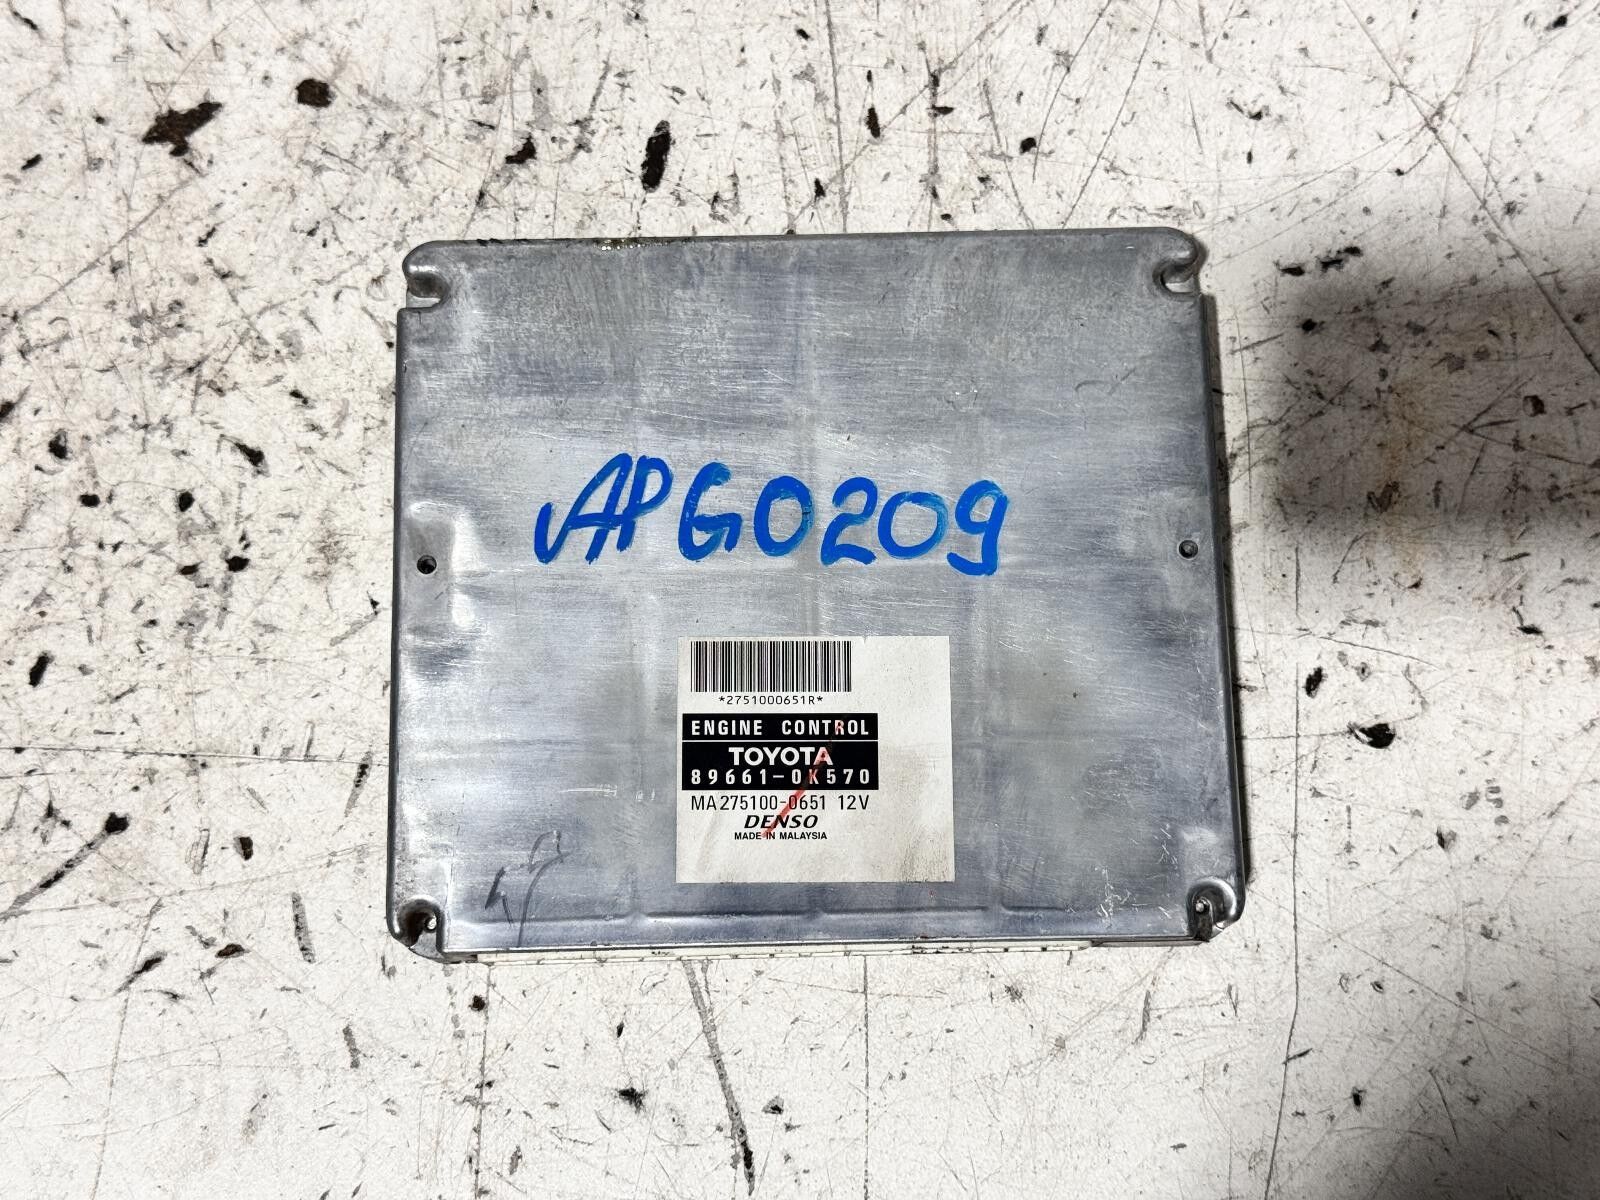 APG0209
*2751000651R*
ENGINE CONTROL
TOYOTA
89661-0K570
MA275100-0651 12V
DENSO
MADE IN MALAYSIA